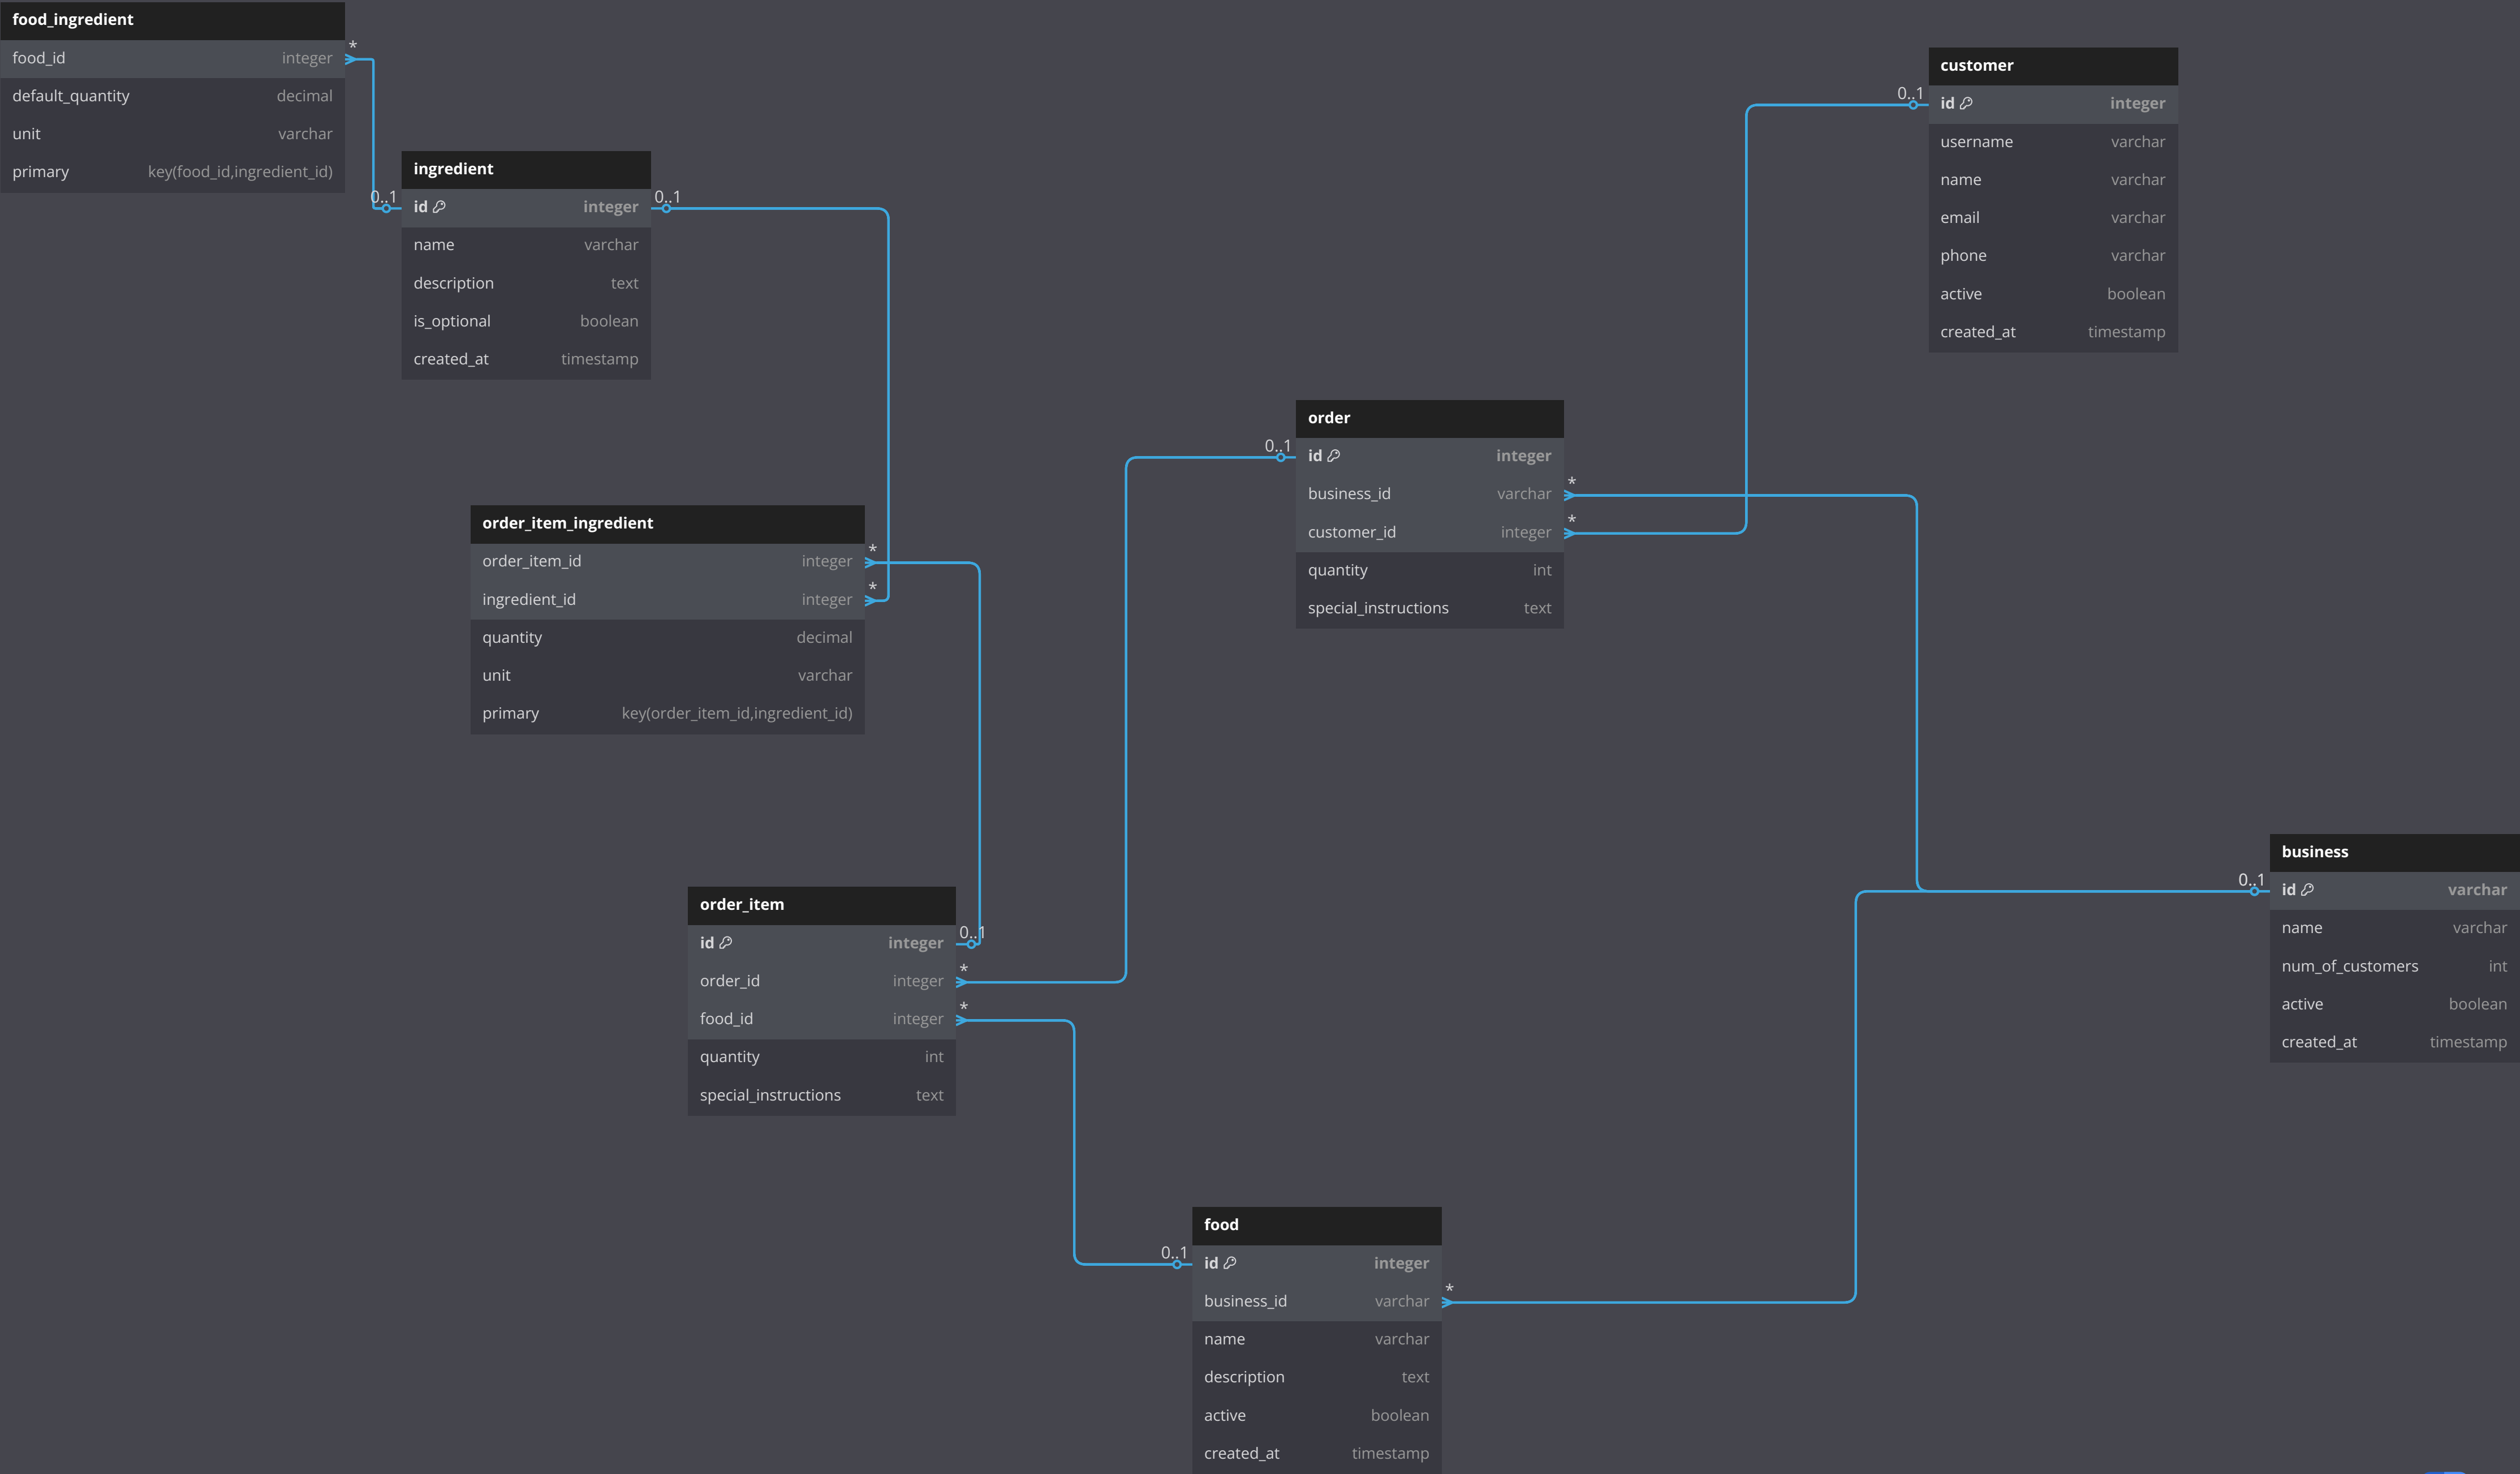 food_ingredient
food_id integer *
default_quantity decimal
unit varchar
primary key(food_id,ingredient_id)
ingredient
0..1 id integer 0..1
name varchar
description text
is_optional boolean
created_at timestamp
customer
0..1 id integer
username varchar
name varchar
email varchar
phone varchar
active boolean
created_at timestamp
order
0..1 id integer
business_id varchar *
customer_id integer *
quantity int
special_instructions text
order_item_ingredient
order_item_id integer *
ingredient_id integer *
quantity decimal
unit varchar
primary key(order_item_id,ingredient_id)
business
0..1 id varchar
name varchar
num_of_customers int
active boolean
created_at timestamp
order_item
id integer 0..1
order_id integer *
food_id integer *
quantity int
special_instructions text
food
0..1 id integer
business_id varchar *
name varchar
description text
active boolean
created_at timestamp